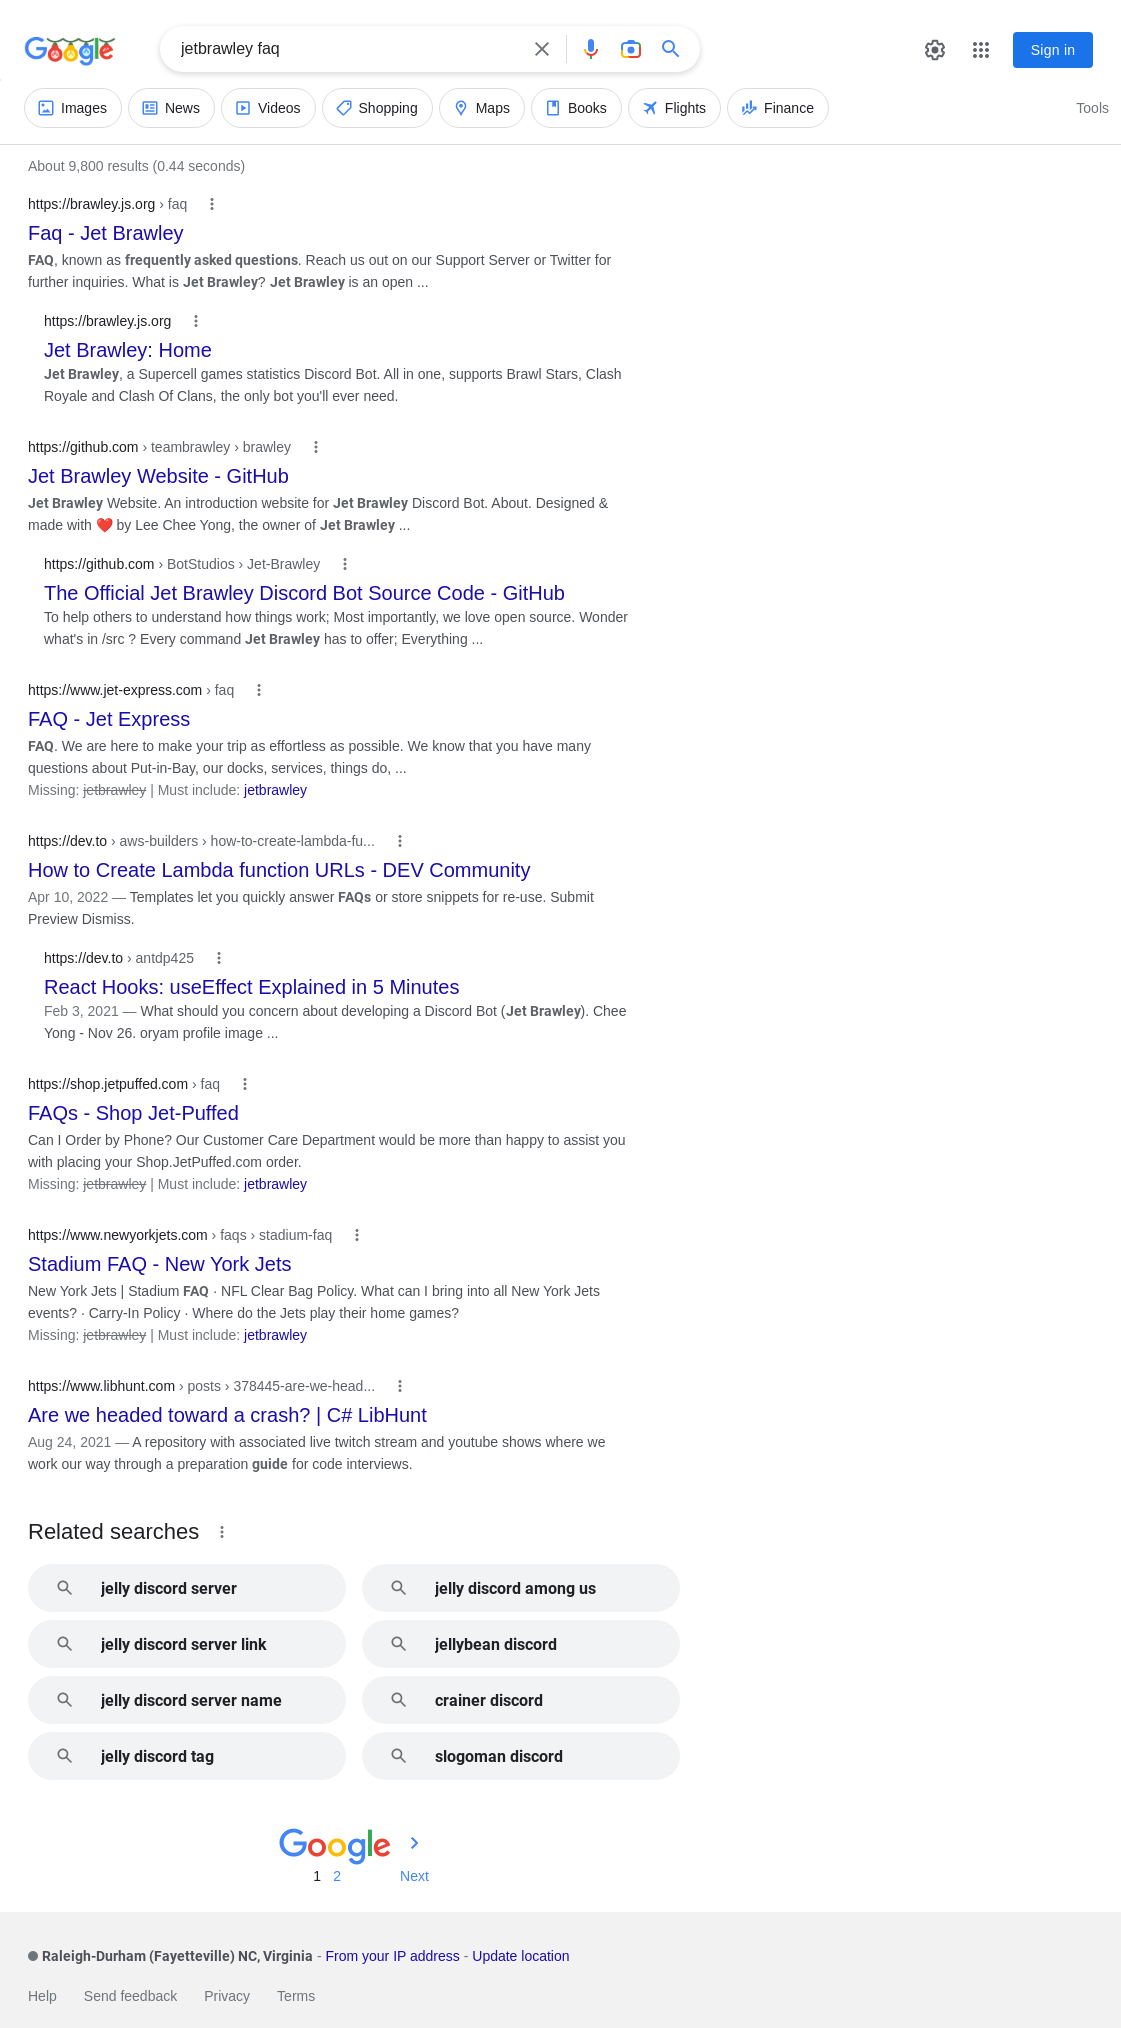 Google
jetbrawley faq
Sign in
Images
News
Videos
Shopping
Maps
Books
Flights
Finance
Tools
About 9,800 results (0.44 seconds)
https://brawley.js.org › faq
Faq - Jet Brawley
FAQ, known as frequently asked questions. Reach us out on our Support Server or Twitter for
further inquiries. What is Jet Brawley? Jet Brawley is an open ...
https://brawley.js.org
Jet Brawley: Home
Jet Brawley, a Supercell games statistics Discord Bot. All in one, supports Brawl Stars, Clash
Royale and Clash Of Clans, the only bot you'll ever need.
https://github.com › teambrawley › brawley
Jet Brawley Website - GitHub
Jet Brawley Website. An introduction website for Jet Brawley Discord Bot. About. Designed &
made with ❤️ by Lee Chee Yong, the owner of Jet Brawley ...
https://github.com › BotStudios › Jet-Brawley
The Official Jet Brawley Discord Bot Source Code - GitHub
To help others to understand how things work; Most importantly, we love open source. Wonder
what's in /src ? Every command Jet Brawley has to offer; Everything ...
https://www.jet-express.com › faq
FAQ - Jet Express
FAQ. We are here to make your trip as effortless as possible. We know that you have many
questions about Put-in-Bay, our docks, services, things do, ...
Missing: jetbrawley | Must include: jetbrawley
https://dev.to › aws-builders › how-to-create-lambda-fu...
How to Create Lambda function URLs - DEV Community
Apr 10, 2022 — Templates let you quickly answer FAQs or store snippets for re-use. Submit
Preview Dismiss.
https://dev.to › antdp425
React Hooks: useEffect Explained in 5 Minutes
Feb 3, 2021 — What should you concern about developing a Discord Bot (Jet Brawley). Chee
Yong - Nov 26. oryam profile image ...
https://shop.jetpuffed.com › faq
FAQs - Shop Jet-Puffed
Can I Order by Phone? Our Customer Care Department would be more than happy to assist you
with placing your Shop.JetPuffed.com order.
Missing: jetbrawley | Must include: jetbrawley
https://www.newyorkjets.com › faqs › stadium-faq
Stadium FAQ - New York Jets
New York Jets | Stadium FAQ · NFL Clear Bag Policy. What can I bring into all New York Jets
events? · Carry-In Policy · Where do the Jets play their home games?
Missing: jetbrawley | Must include: jetbrawley
https://www.libhunt.com › posts › 378445-are-we-head...
Are we headed toward a crash? | C# LibHunt
Aug 24, 2021 — A repository with associated live twitch stream and youtube shows where we
work our way through a preparation guide for code interviews.
Related searches
jelly discord server
jelly discord among us
jelly discord server link
jellybean discord
jelly discord server name
crainer discord
jelly discord tag
slogoman discord
Google
1 2 Next
Raleigh-Durham (Fayetteville) NC, Virginia - From your IP address - Update location
Help Send feedback Privacy Terms